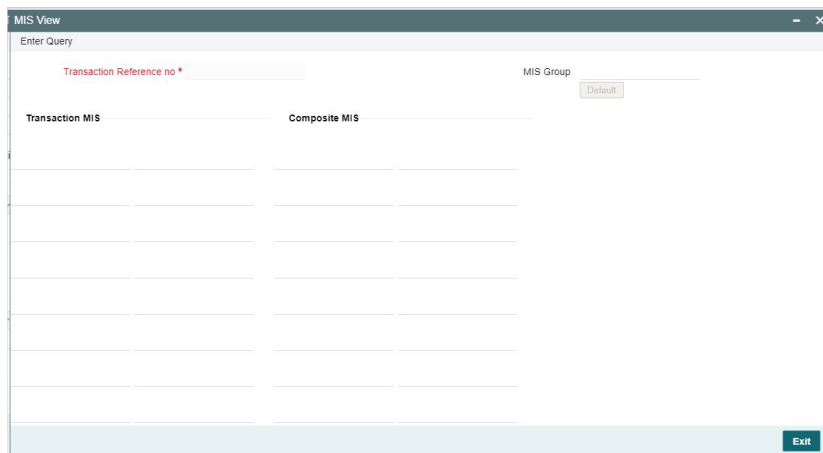 MIS View
Enter Query
Transaction Reference no *
MIS Group
Default
Transaction MIS
Composite MIS
Exit